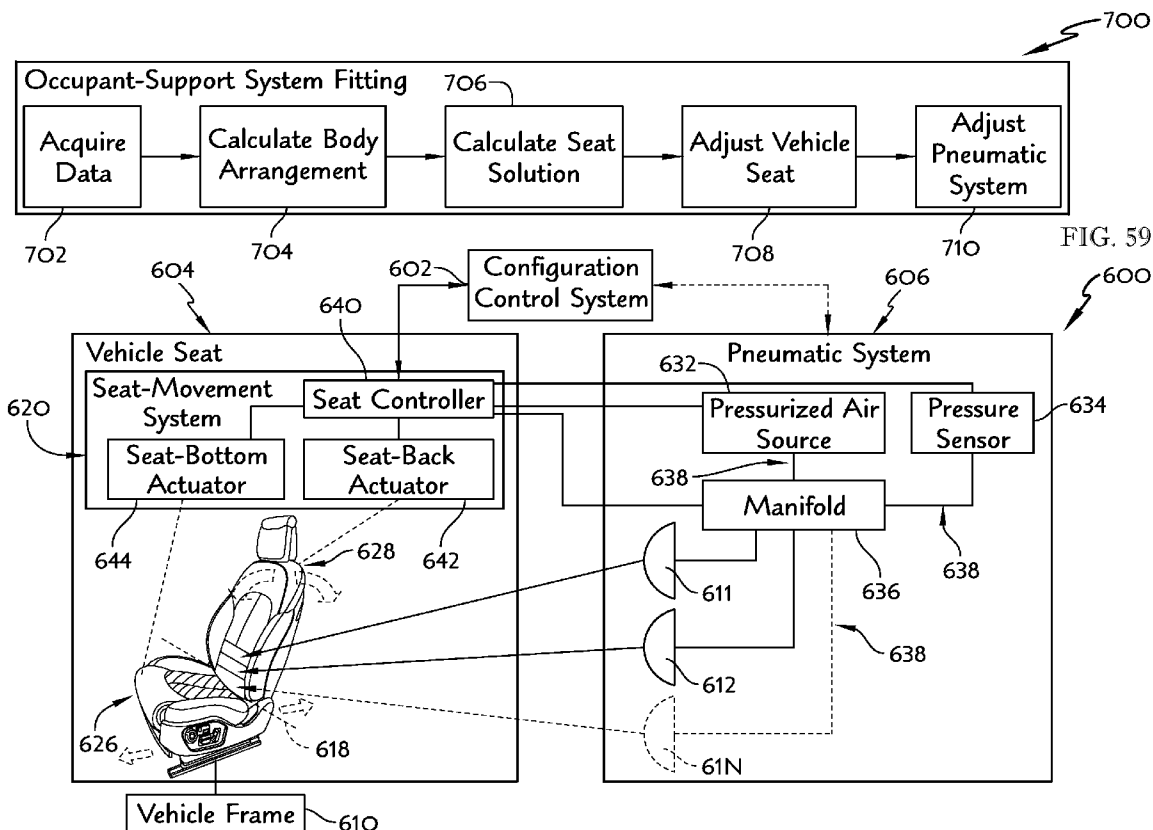 700
Occupant-Support System Fitting
706
Acquire
Data
Calculate Body
Arrangement
Calculate Seat
Solution
Adjust Vehicle
Seat
Adjust
Pneumatic
System
702
704
708
710
FIG. 59
604
602
Configuration
Control System
606
600
640
Vehicle Seat
Pneumatic System
Seat-Movement
System
Seat Controller
632
620
Pressurized Air
Source
Pressure
Sensor
634
Seat-Bottom
Actuator
Seat-Back
Actuator
638
Manifold
644
628
642
611
636
638
638
612
626
618
61N
Vehicle Frame
610